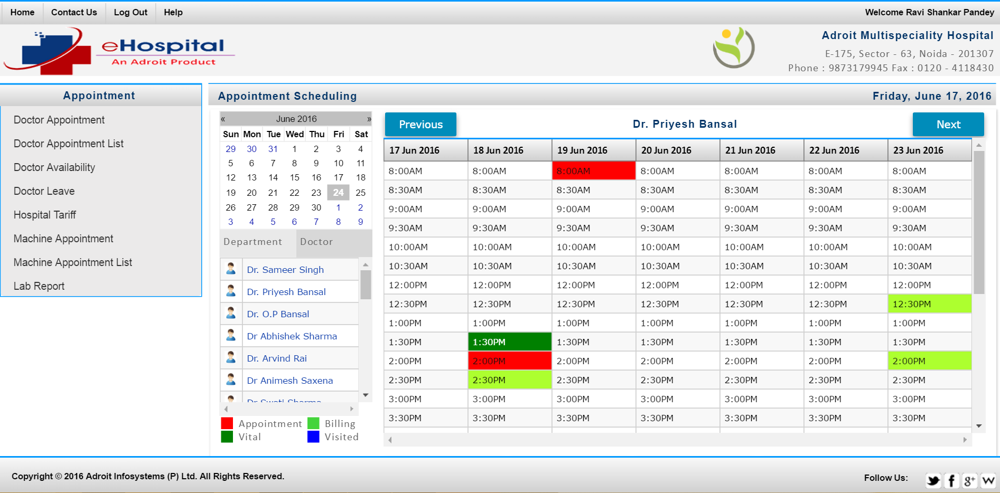 Home Contact Us Log Out Help Welcome Ravi Shankar Pandey
eHospital
An Adroit Product
Adroit Multispeciality Hospital
E-175, Sector - 63, Noida - 201307
Phone : 9873179945 Fax : 0120 - 4118430
Appointment
Doctor Appointment
Doctor Appointment List
Doctor Availability
Doctor Leave
Hospital Tariff
Machine Appointment
Machine Appointment List
Lab Report
Appointment Scheduling Friday, June 17, 2016
« June 2016 »
Sun Mon Tue Wed Thu Fri Sat
29 30 31 1 2 3 4
5 6 7 8 9 10 11
12 13 14 15 16 17 18
19 20 21 22 23 24 25
26 27 28 29 30 1 2
3 4 5 6 7 8 9
Department Doctor
Dr. Sameer Singh
Dr. Priyesh Bansal
Dr. O.P Bansal
Dr Abhishek Sharma
Dr. Arvind Rai
Dr Animesh Saxena
Dr Swati Sharma
Appointment Billing
Vital Visited
Previous Dr. Priyesh Bansal Next
17 Jun 2016 18 Jun 2016 19 Jun 2016 20 Jun 2016 21 Jun 2016 22 Jun 2016 23 Jun 2016
8:00AM 8:00AM 8:00AM 8:00AM 8:00AM 8:00AM 8:00AM
8:30AM 8:30AM 8:30AM 8:30AM 8:30AM 8:30AM 8:30AM
9:00AM 9:00AM 9:00AM 9:00AM 9:00AM 9:00AM 9:00AM
9:30AM 9:30AM 9:30AM 9:30AM 9:30AM 9:30AM 9:30AM
10:00AM 10:00AM 10:00AM 10:00AM 10:00AM 10:00AM 10:00AM
10:30AM 10:30AM 10:30AM 10:30AM 10:30AM 10:30AM 10:30AM
12:00PM 12:00PM 12:00PM 12:00PM 12:00PM 12:00PM 12:00PM
12:30PM 12:30PM 12:30PM 12:30PM 12:30PM 12:30PM 12:30PM
1:00PM 1:00PM 1:00PM 1:00PM 1:00PM 1:00PM 1:00PM
1:30PM 1:30PM 1:30PM 1:30PM 1:30PM 1:30PM 1:30PM
2:00PM 2:00PM 2:00PM 2:00PM 2:00PM 2:00PM 2:00PM
2:30PM 2:30PM 2:30PM 2:30PM 2:30PM 2:30PM 2:30PM
3:00PM 3:00PM 3:00PM 3:00PM 3:00PM 3:00PM 3:00PM
3:30PM 3:30PM 3:30PM 3:30PM 3:30PM 3:30PM 3:30PM
Copyright © 2016 Adroit Infosystems (P) Ltd. All Rights Reserved. Follow Us: